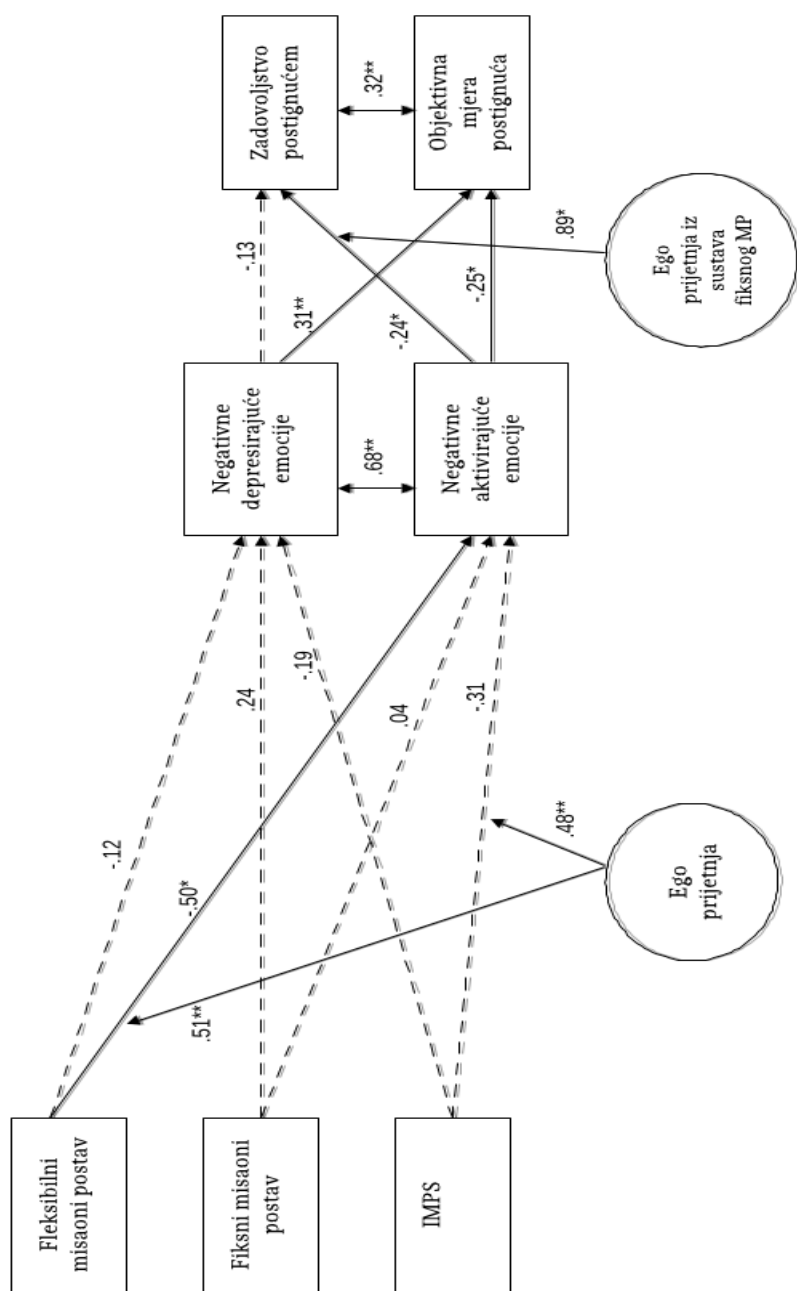 Fleksibilni
misaoni postav
Fiksni misaoni
postav
IMPS
-.12
-.50*
.51**
.24
-.19
.04
-.31
.48**
Ego
prijetnja
Negativne
depresirajuće
emocije
.68**
Negativne
aktivirajuće
emocije
-.13
.31**
-.24*
-.25*
.89*
Ego
prijetnja iz
sustava
fiksnog MP
Zadovoljstvo
postignućem
.32**
Objektivna
mjera
postignuća